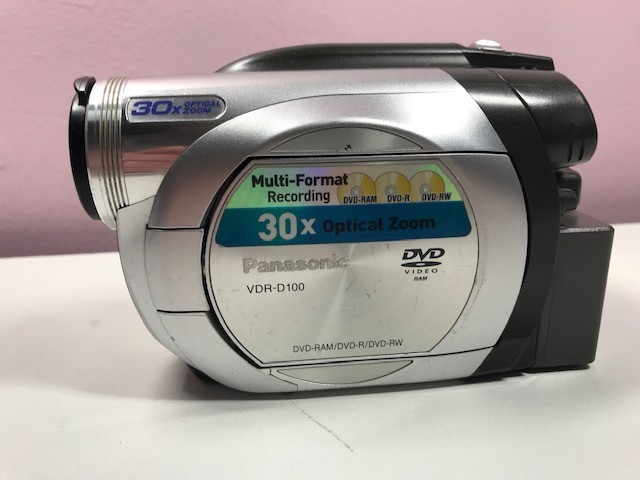 30x OPTICAL
ZOOM
Multi-Format
Recording
DVD-RAM DVD-R DVD-RW
30x Optical Zoom
Panasonic
DVD
VIDEO
RAM
VDR-D100
DVD-RAM/DVD-R/DVD-RW